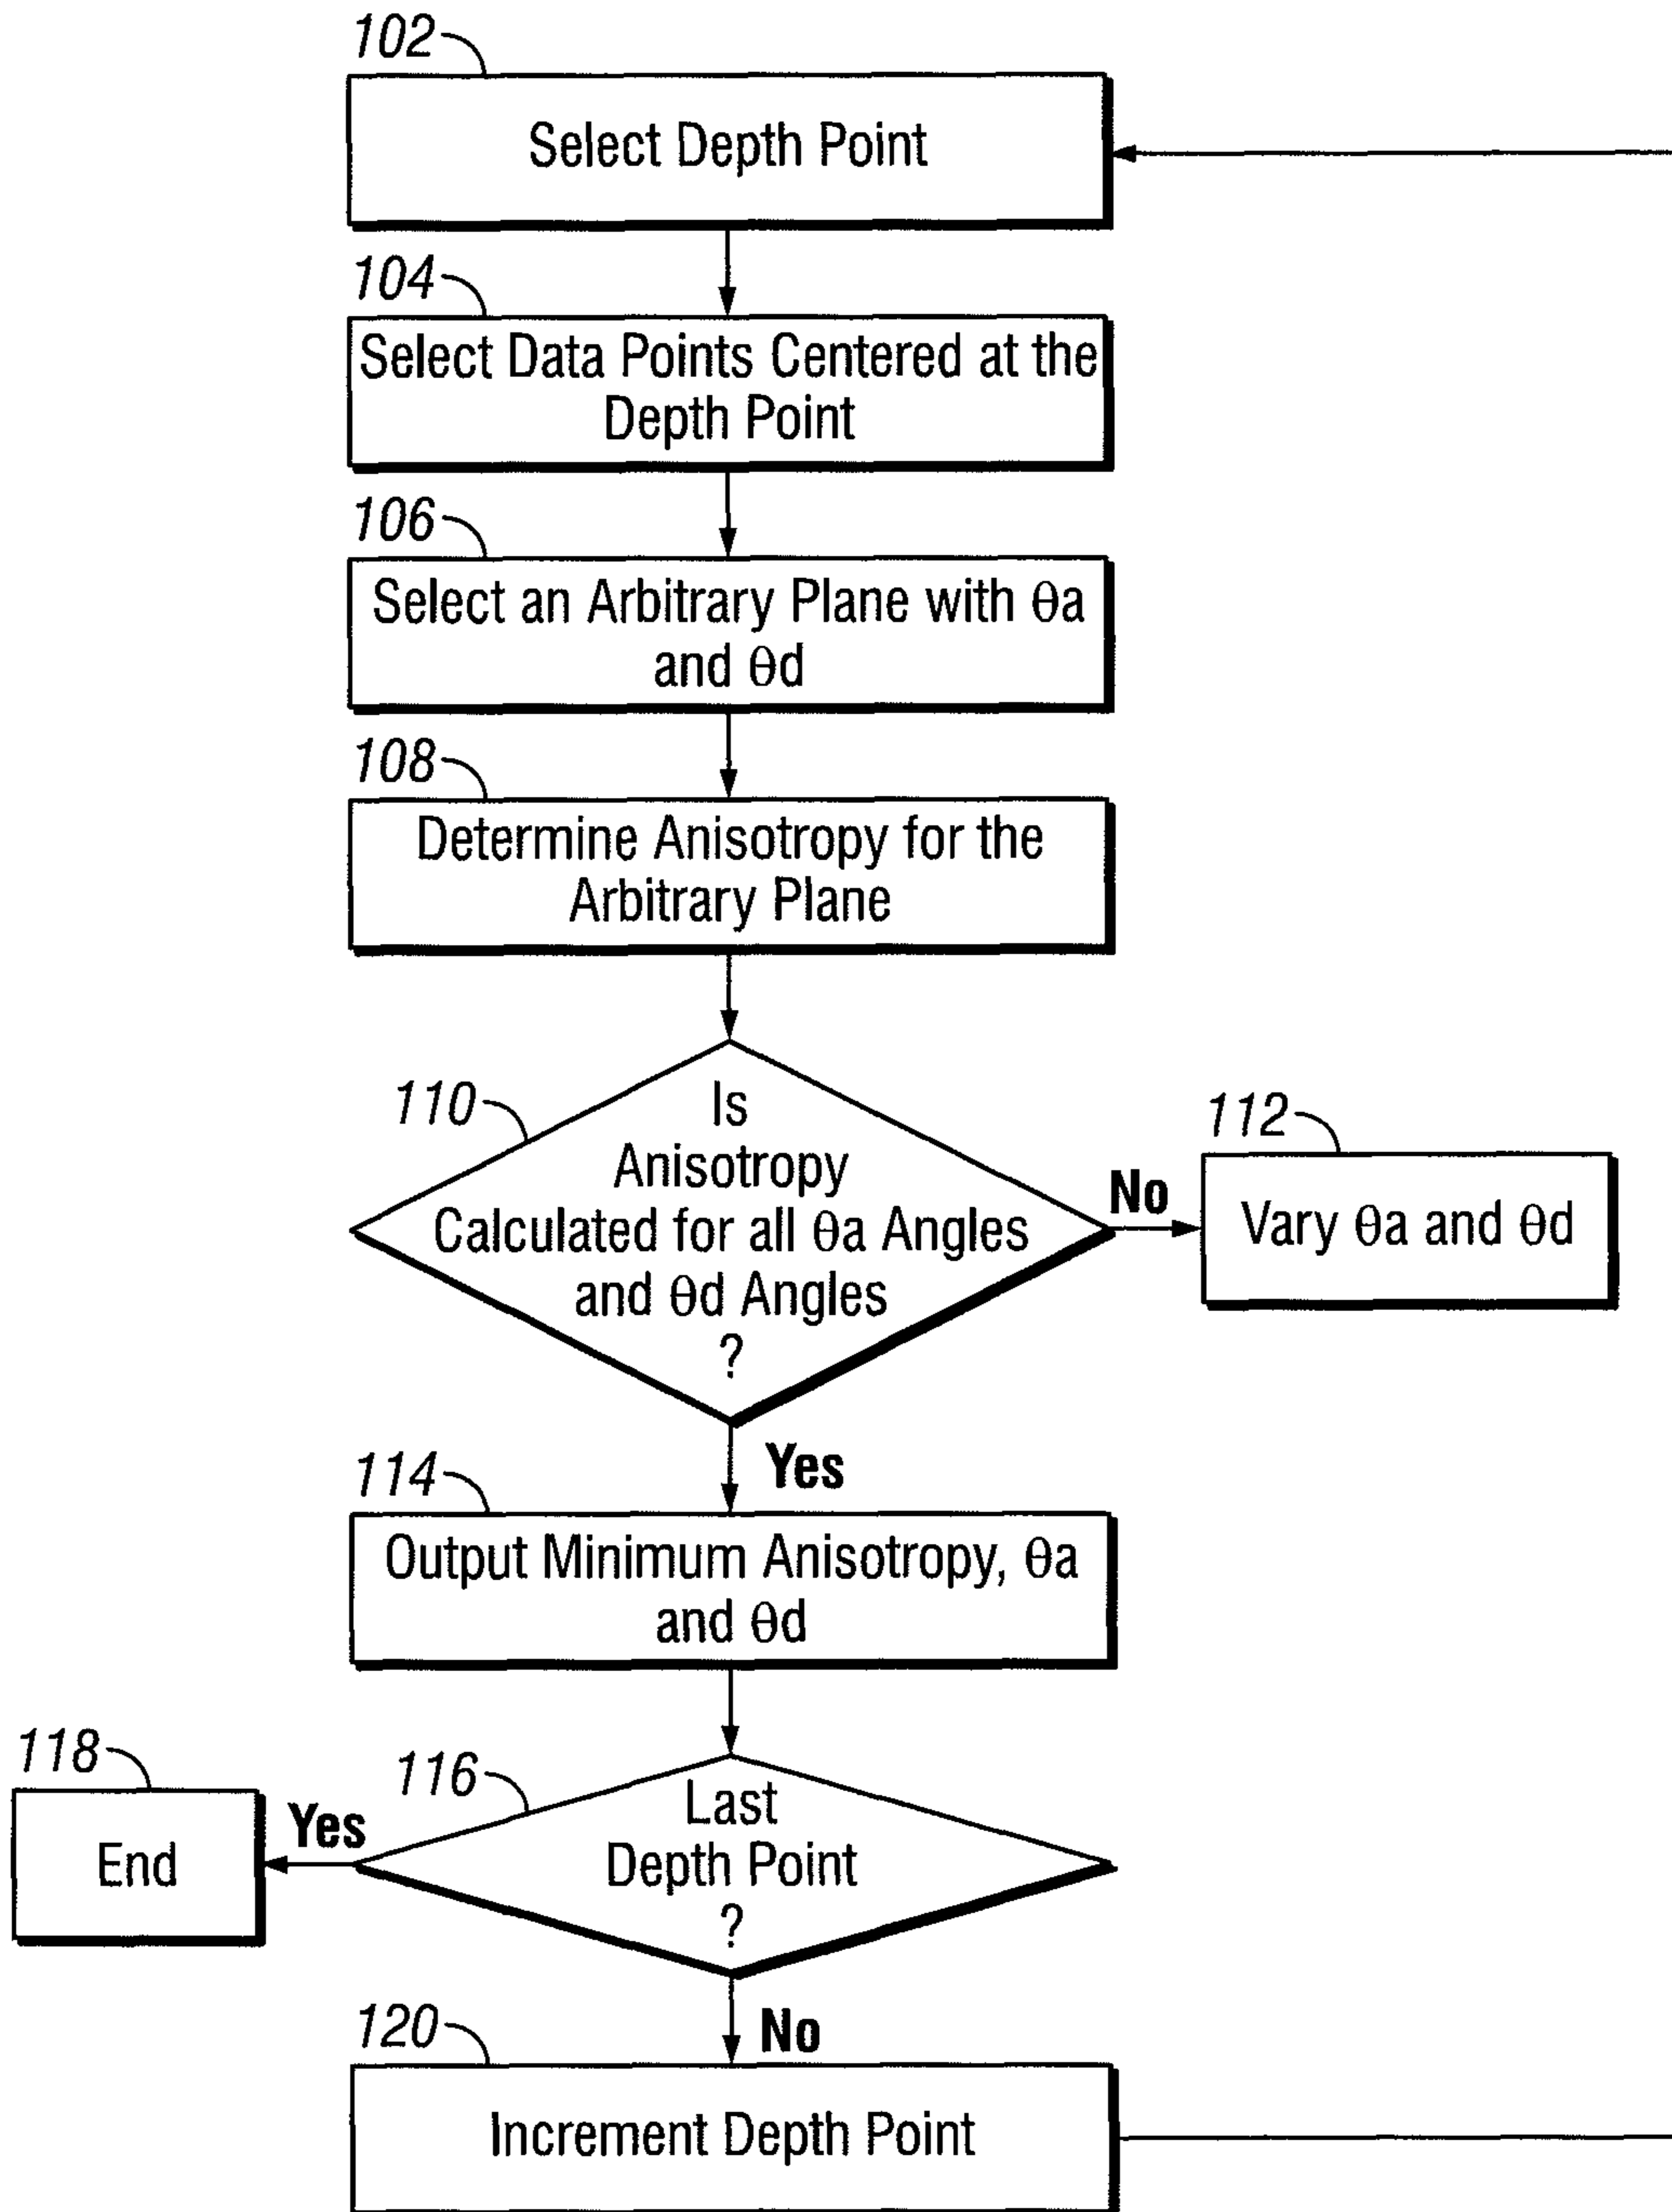 102
Select Depth Point
104
Select Data Points Centered at the
Depth Point
106
Select an Arbitrary Plane with θa
and θd
108
Determine Anisotropy for the
Arbitrary Plane
110
Is
Anisotropy
Calculated for all θa Angles
and θd Angles
?
No
112
Vary θa and θd
Yes
114
Output Minimum Anisotropy, θa
and θd
116
Last
Depth Point
?
Yes
118
End
No
120
Increment Depth Point